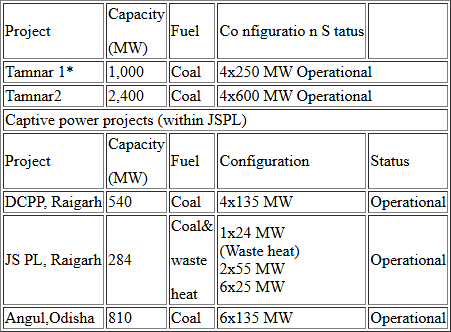 Project Capacity (MW) Fuel Co nfiguratio n S tatus
Tamnar 1* 1,000 Coal 4x250 MW Operational
Tamnar2 2,400 Coal 4x600 MW Operational
Captive power projects (within JSPL)
Project Capacity (MW) Fuel Configuration Status
DCPP, Raigarh 540 Coal 4x135 MW Operational
JS PL, Raigarh 284 Coal& waste heat 1x24 MW (Waste heat) 2x55 MW 6x25 MW Operational
Angul,Odisha 810 Coal 6x135 MW Operational